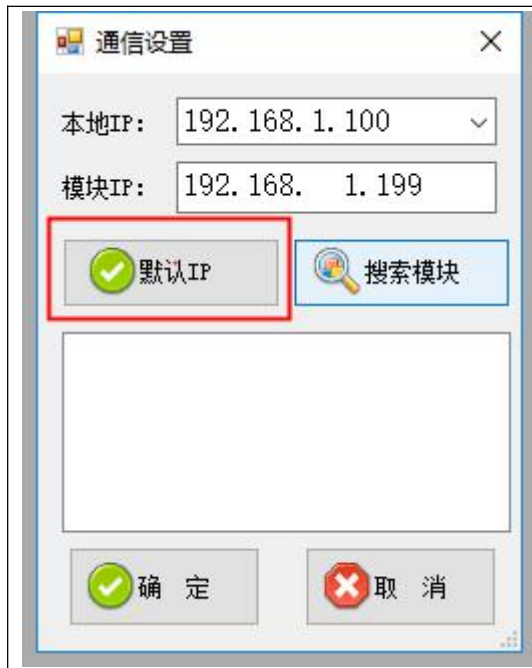 通信设置
本地IP: 192.168.1.100
模块IP: 192.168. 1.199
默认IP 搜索模块
确 定 取 消